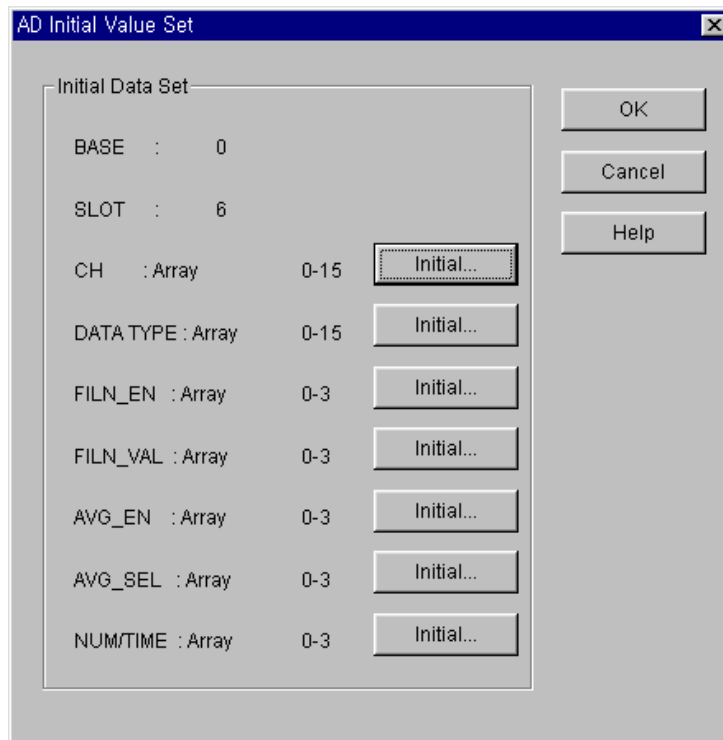 AD Initial Value Set
Initial Data Set
BASE : 0
SLOT : 6
CH : Array 0-15 Initial...
DATA TYPE : Array 0-15 Initial...
FILN_EN : Array 0-3 Initial...
FILN_VAL : Array 0-3 Initial...
AVG_EN : Array 0-3 Initial...
AVG_SEL : Array 0-3 Initial...
NUM/TIME : Array 0-3 Initial...
OK
Cancel
Help